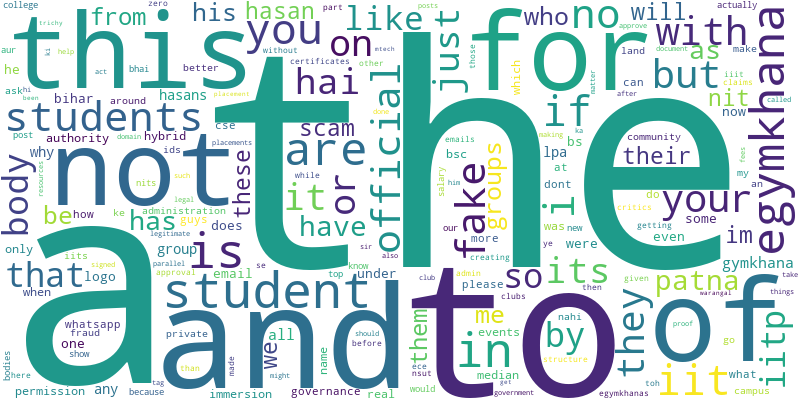 college
zero
part
posts
actually
from
his
hasan
like
who
no
will
trichy
approve
aur
ki
help
mtech
those
bhai
you
on
with
he
act
better
without
certificates
other
just
which
land
document
make
this
the
for
ask
hi
been
hasans
hai
official
as
bihar
around
placement
can
iiit
claims
but
egymkhana
students
cse
scam
if
nit
after
called
post
domain
placements
emails
matter
now
authority
hybrid
done
making
ka
community
fees
why
ids
are
bsc
lpa
bs
their
my
body
not
these
while
or
fake
groups
at
an
resources
nits
such
legal
it
salary
him
dont
do
your
critics
be
how
ke
administration
has
guys
have
our
i
was
new
getting
some
only
does
legitimate
is
more
ye
were
even
im
iits
signed
parallel
group
sir
also
creating
that
logo
approval
email
se
know
top
under
club
admin
so
its
patna
gymkhana
when
a
student
please
clubs
then
given
warangal
take
things
whatsapp
fraud
private
we
all
should
before
them
me
events
nahi
by
they
of
proof
go
iitp
one
show
and
to
in
structure
bodies
here
tag
than
made
name
ece
nsut
median
toh
iit
what
permission
any
because
immersion
might
governance
real
would
get
government
egymkhanas
campus